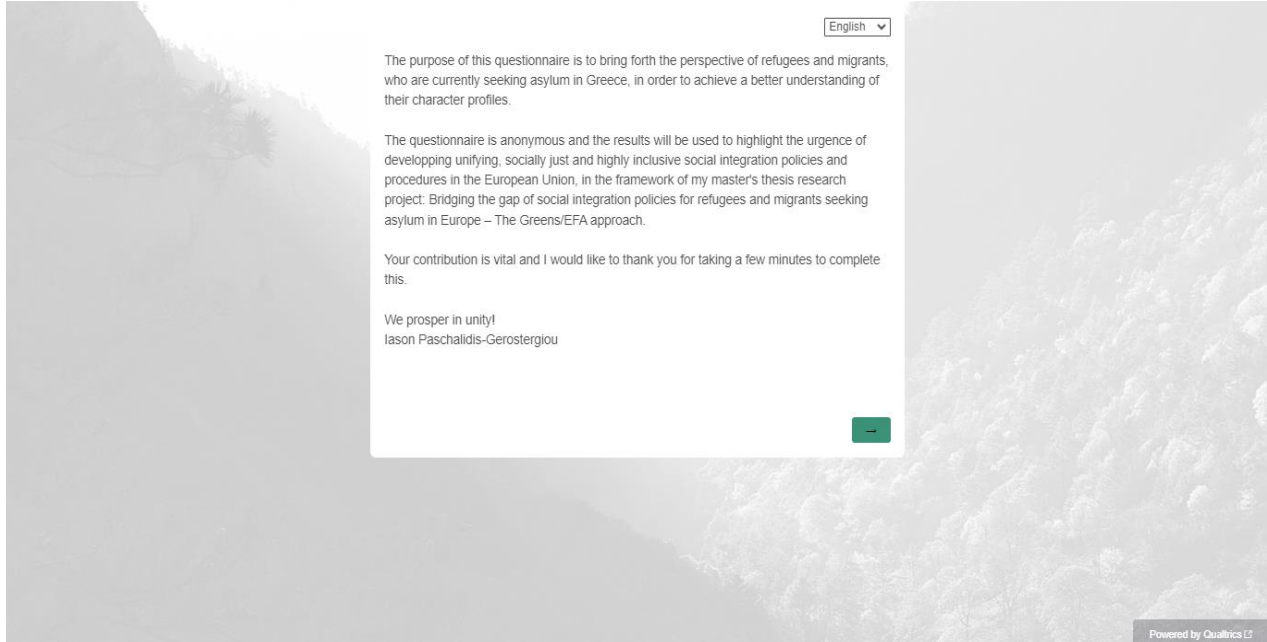 English
The purpose of this questionnaire is to bring forth the perspective of refugees and migrants,
who are currently seeking asylum in Greece, in order to achieve a better understanding of
their character profiles.
The questionnaire is anonymous and the results will be used to highlight the urgence of
developping unifying, socially just and highly inclusive social integration policies and
procedures in the European Union, in the framework of my master's thesis research
project: Bridging the gap of social integration policies for refugees and migrants seeking
asylum in Europe – The Greens/EFA approach.
Your contribution is vital and I would like to thank you for taking a few minutes to complete
this.
We prosper in unity!
Iason Paschalidis-Gerostergiou
→
Powered by Qualtrics